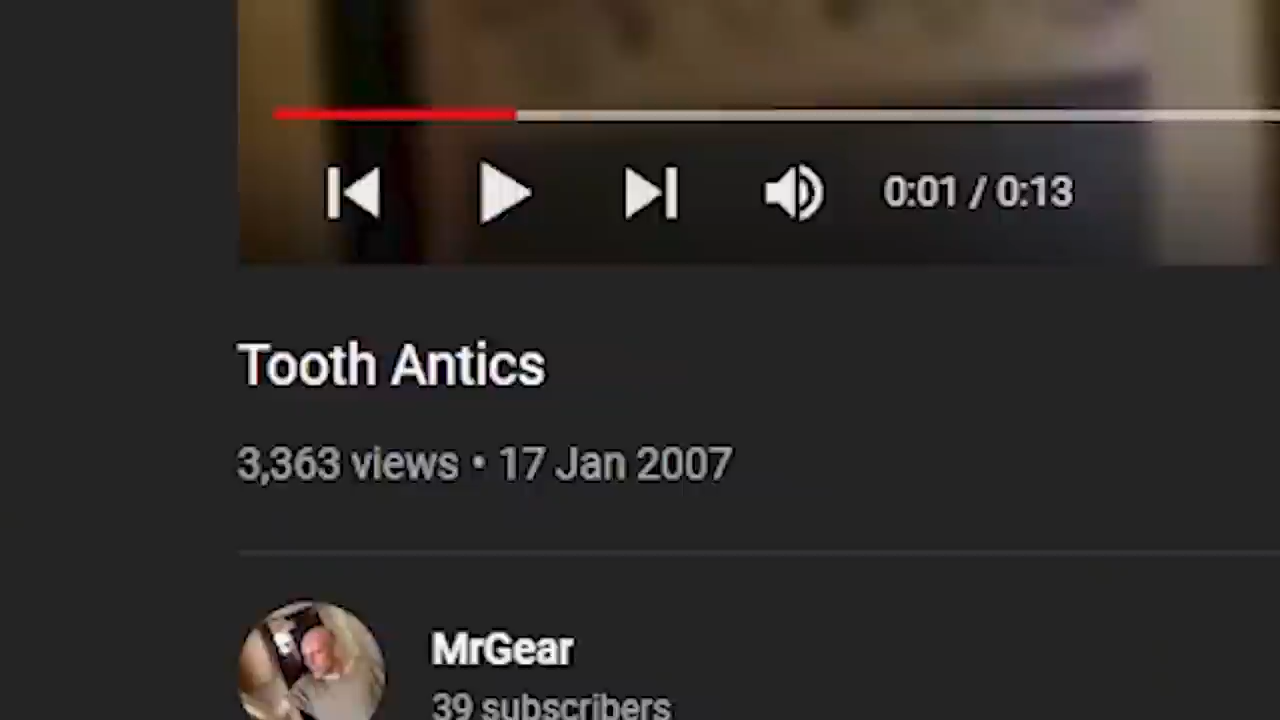 0:01 / 0:13
Tooth Antics
3,363 views • 17 Jan 2007
MrGear
39 subscribers